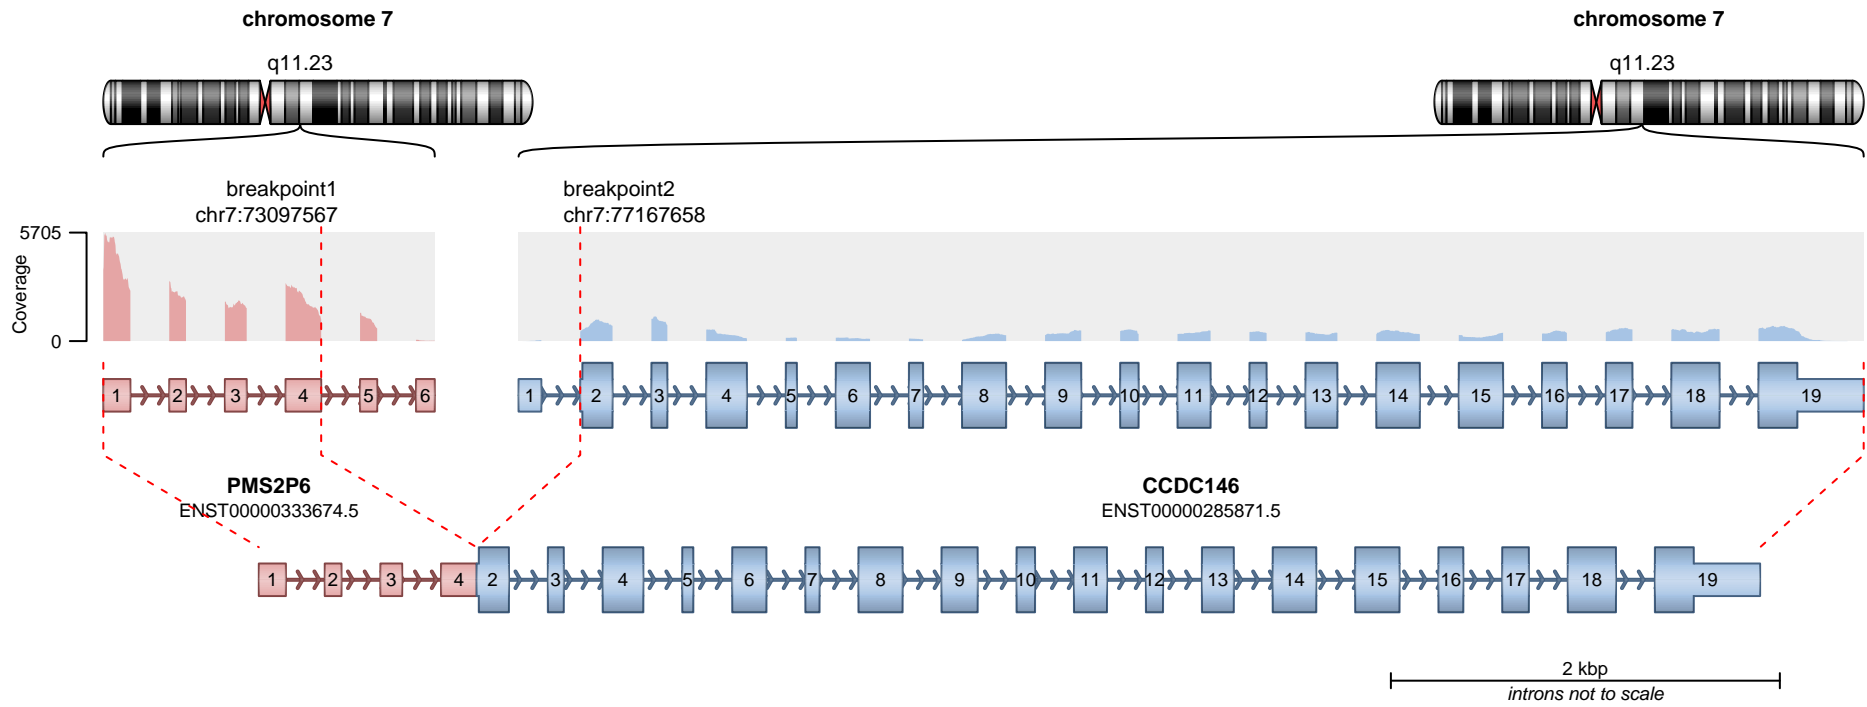 chromosome 7
chromosome 7
q11.23
q11.23
breakpoint1
chr7:73097567
breakpoint2
chr7:77167658
5705
Coverage
0
1 2 3 4 5 6
1 2 3 4 5 6 7 8 9 10 11 12 13 14 15 16 17 18 19
PMS2P6
ENST00000333674.5
CCDC146
ENST00000285871.5
1 2 3 4 2 3 4 5 6 7 8 9 10 11 12 13 14 15 16 17 18 19
2 kbp
introns not to scale